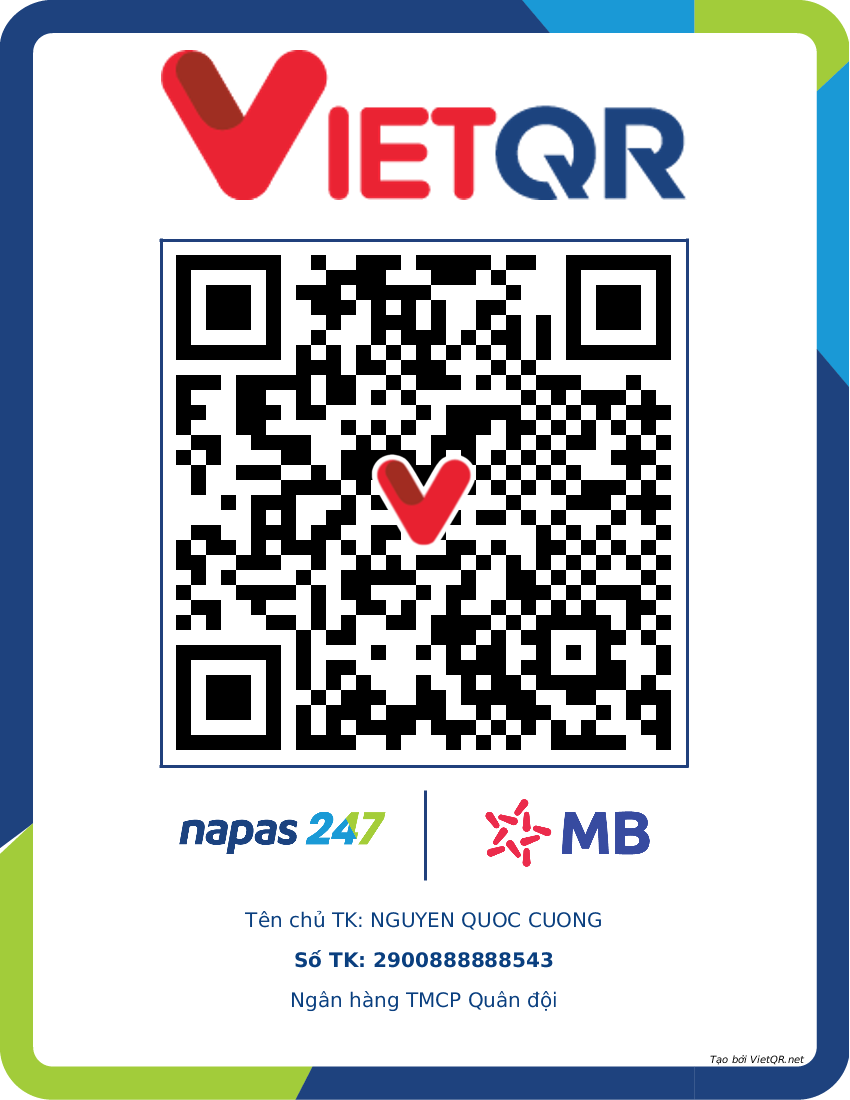 VIETQR
napas 247
MB
Tên chủ TK: NGUYEN QUOC CUONG
Số TK: 2900888888543
Ngân hàng TMCP Quân đội
Tạo bởi VietQR.net